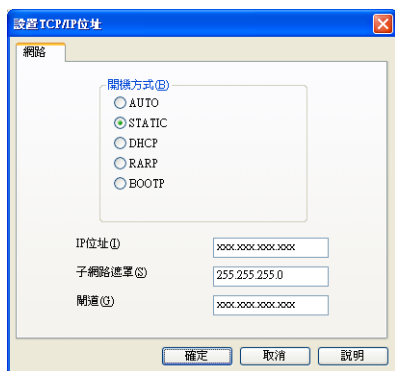 設置TCP/IP位址
網路
開機方式(B)
AUTO
STATIC
DHCP
RARP
BOOTP
IP位址(I) xxx.xxx.xxx.xxx
子網路遮罩(S) 255.255.255.0
閘道(G) xxx.xxx.xxx.xxx
確定 取消 說明